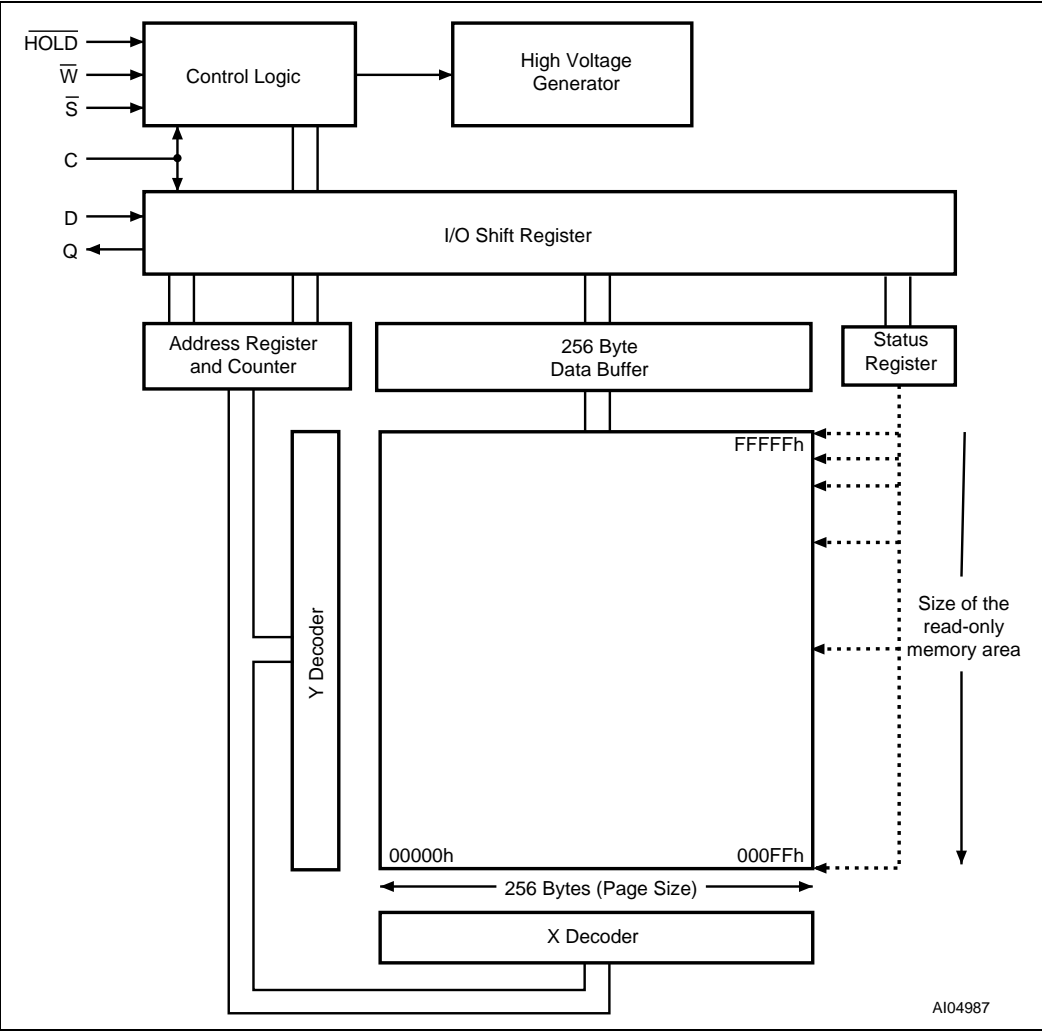 H̅O̅L̅D̅
W̅
S̅
C
D
Q
Control Logic
High Voltage
Generator
I/O Shift Register
Address Register
and Counter
256 Byte
Data Buffer
Status
Register
FFFFFh
Y Decoder
Size of the
read-only
memory area
00000h
000FFh
256 Bytes (Page Size)
X Decoder
AI04987